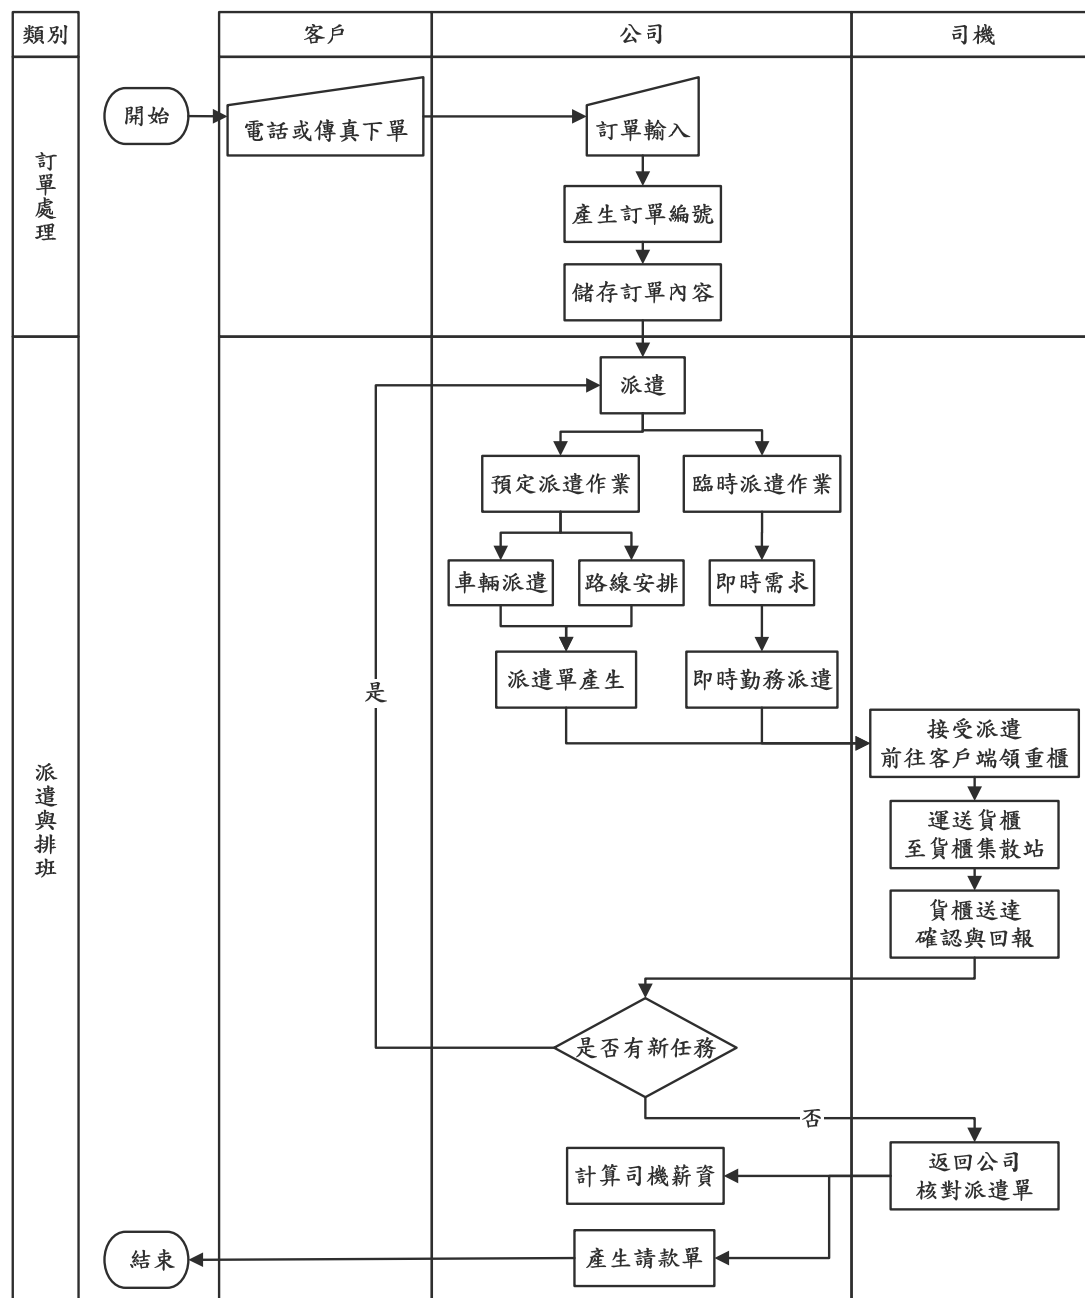 類別
客戶
公司
司機
訂單處理
開始
電話或傳真下單
訂單輸入
產生訂單編號
儲存訂單內容
派遣與排班
派遣
預定派遣作業
臨時派遣作業
車輛派遣
路線安排
即時需求
派遣單產生
即時勤務派遣
是
接受派遣
前往客戶端領重櫃
運送貨櫃
至貨櫃集散站
貨櫃送達
確認與回報
是否有新任務
否
返回公司
核對派遣單
計算司機薪資
產生請款單
結束